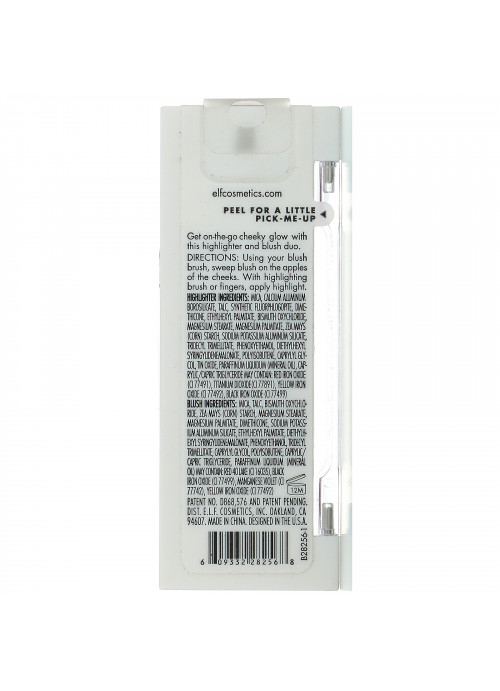 elfcosmetics.com
PEEL FOR A LITTLE
PICK-ME-UP
Get on-the-go cheeky glow with
this highlighter and blush duo.
DIRECTIONS: Using your blush
brush, sweep blush on the apples
of the cheeks. With highlighting
brush or fingers, apply highlight.
HIGHLIGHTER INGREDIENTS: MICA, CALCIUM ALUMINUM
BOROSILICATE, TALC, SYNTHETIC FLUORPHLOGOPITE, DIME-
THICONE, ETHYLHEXYL PALMITATE, BISMUTH OXYCHLORIDE,
MAGNESIUM STEARATE, MAGNESIUM PALMITATE, ZEA MAYS
(CORN) STARCH, SODIUM POTASSIUM ALUMINUM SILICATE,
TRIDECYL TRIMELLITATE, PHENOXYETHANOL, DIETHYLHEXYL
SYRINGYLIDENEMALONATE, POLYISOBUTENE, CAPRYLYL GLY-
COL, TIN OXIDE, PARAFFINUM LIQUIDUM (MINERAL OIL), CAP-
RYLIC/CAPRIC TRIGLYCERIDE MAY CONTAIN: RED IRON OXIDE
(CI 77491), TITANIUM DIOXIDE (CI 77891), YELLOW IRON
OXIDE (CI 77492), BLACK IRON OXIDE (CI 77499)
BLUSH INGREDIENTS: MICA, TALC, BISMUTH OXYCHLO-
RIDE, ZEA MAYS (CORN) STARCH, MAGNESIUM STEARATE,
MAGNESIUM PALMITATE, DIMETHICONE, SODIUM POTAS-
SIUM ALUMINUM SILICATE, ETHYLHEXYL PALMITATE, DIETHYLH-
EXYL SYRINGYLIDENEMALONATE, PHENOXYETHANOL, TRIDECYL
TRIMELLITATE, CAPRYLYL GLYCOL, POLYISOBUTENE, CAPRYLIC/
CAPRIC TRIGLYCERIDE, PARAFFINUM LIQUIDUM (MINERAL
OIL) MAY CONTAIN: RED 40 LAKE (CI 16035), BLACK
IRON OXIDE (CI 77499), MANGANESE VIOLET (CI
77742), YELLOW IRON OXIDE (CI 77492)
12M
PATENT NO. D868,576 AND PATENT PENDING.
DIST. E.L.F. COSMETICS, INC. OAKLAND, CA
94607. MADE IN CHINA. DESIGNED IN THE U.S.A.
B28256-1
6 09332 28256 8